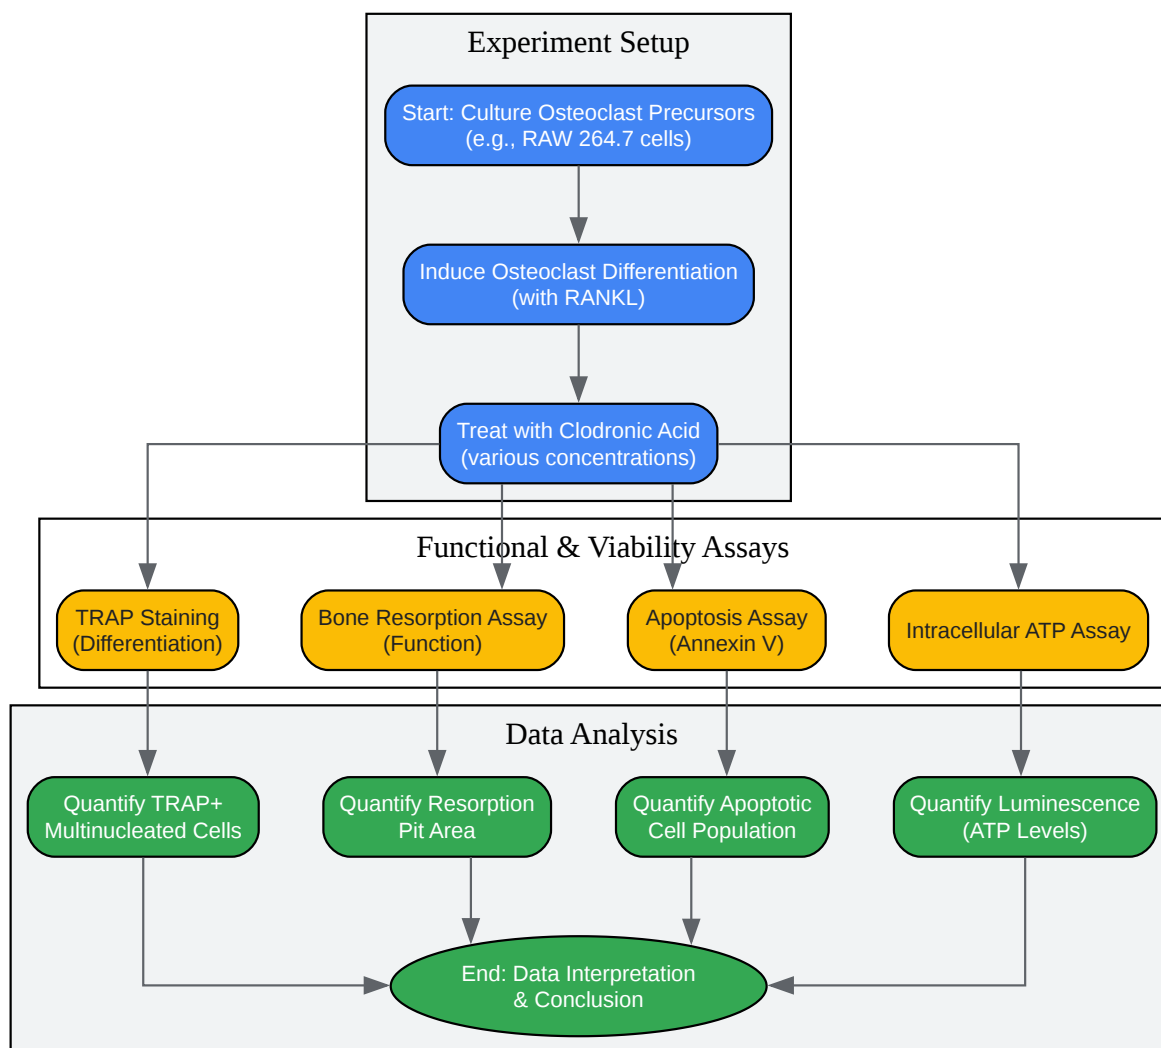 Experiment Setup
Start: Culture Osteoclast Precursors
(e.g., RAW 264.7 cells)
Induce Osteoclast Differentiation
(with RANKL)
Treat with Clodronic Acid
(various concentrations)
Functional & Viability Assays
TRAP Staining
(Differentiation)
Bone Resorption Assay
(Function)
Apoptosis Assay
(Annexin V)
Intracellular ATP Assay
Data Analysis
Quantify TRAP+
Multinucleated Cells
Quantify Resorption
Pit Area
Quantify Apoptotic
Cell Population
Quantify Luminescence
(ATP Levels)
End: Data Interpretation
& Conclusion